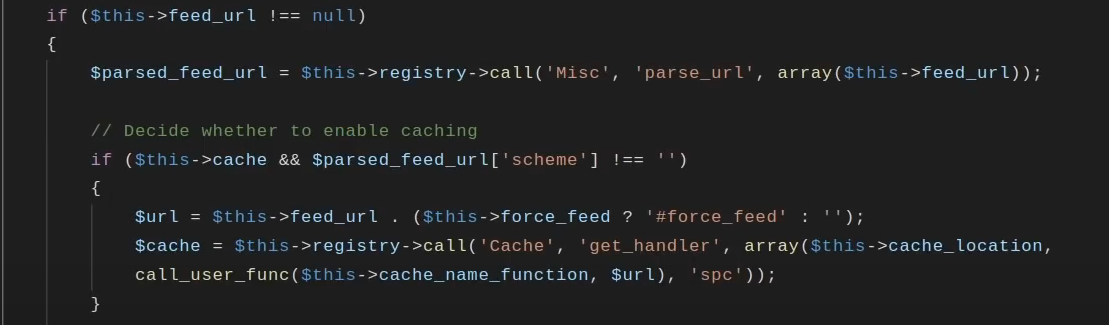 if ($this->feed_url !== null)
{
$parsed_feed_url = $this->registry->call('Misc', 'parse_url', array($this->feed_url));
// Decide whether to enable caching
if ($this->cache && $parsed_feed_url['scheme'] !== '')
{
$url = $this->feed_url . ($this->force_feed ? '#force_feed' : '');
$cache = $this->registry->call('Cache', 'get_handler', array($this->cache_location,
call_user_func($this->cache_name_function, $url), 'spc'));
}